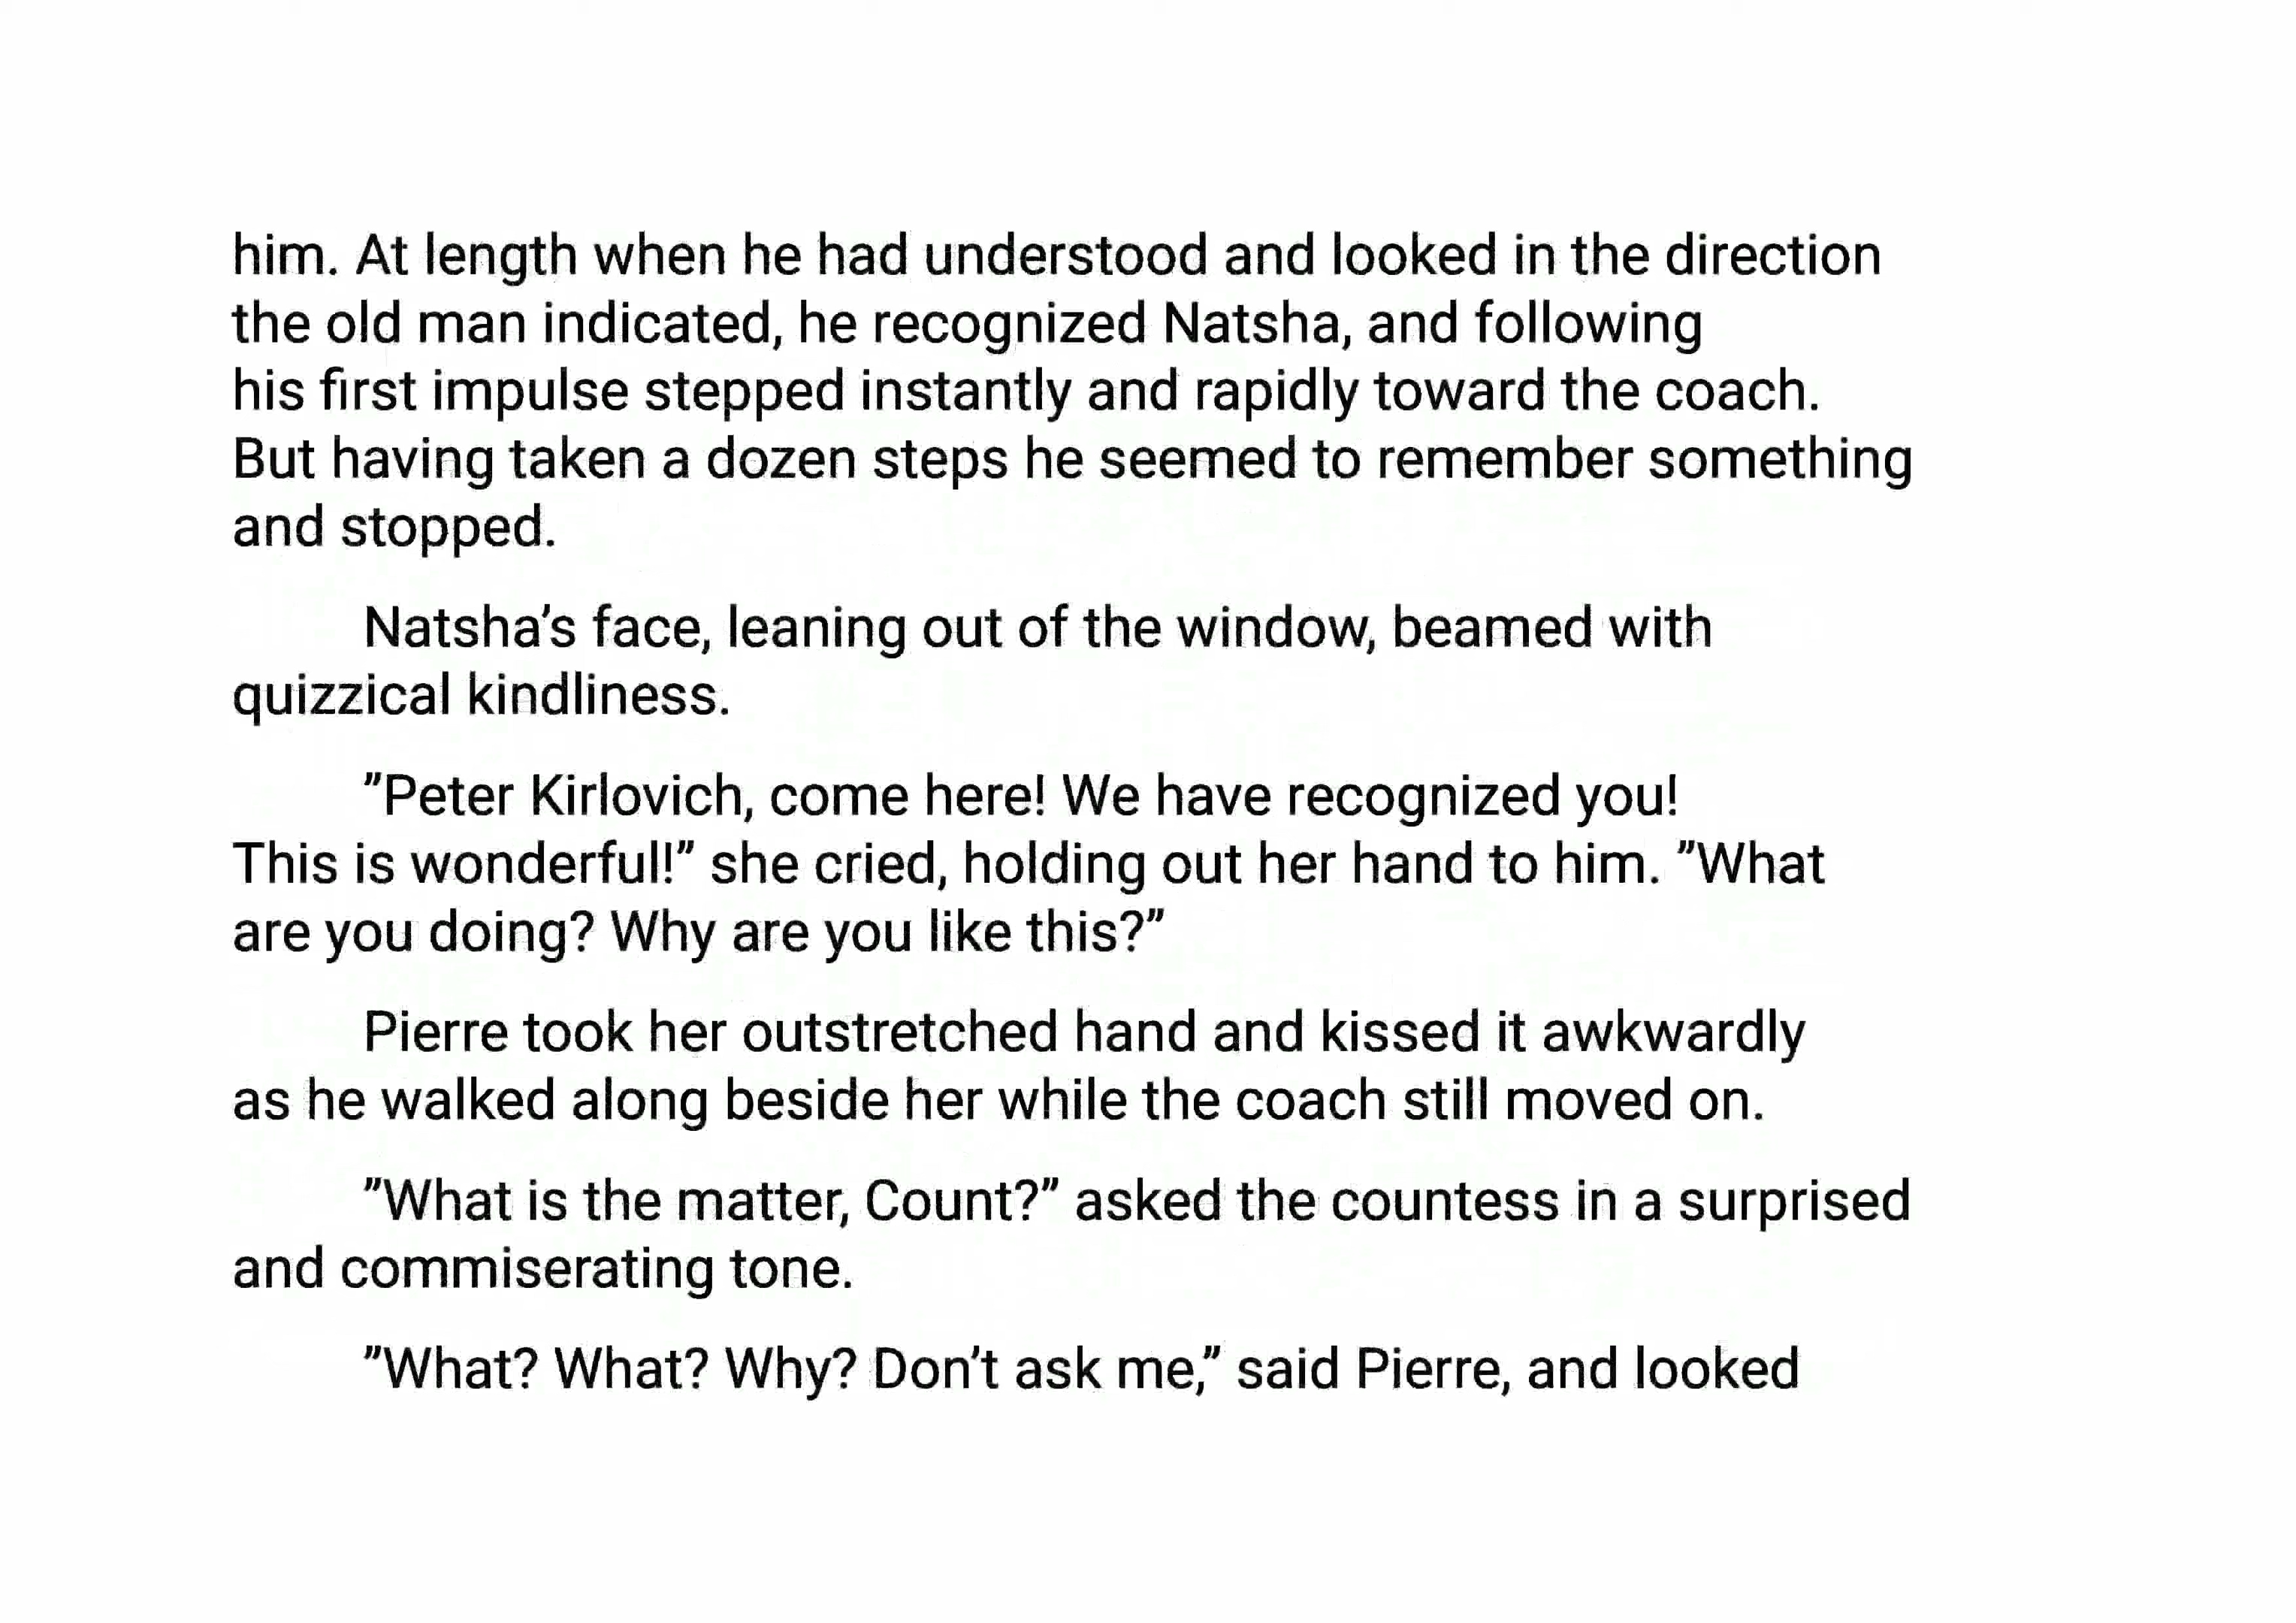 him. At length when he had understood and looked in the direction
the old man indicated, he recognized Natsha, and following
his first impulse stepped instantly and rapidly toward the coach.
But having taken a dozen steps he seemed to remember something
and stopped.
Natsha’s face, leaning out of the window, beamed with
quizzical kindliness.
”Peter Kirlovich, come here! We have recognized you!
This is wonderful!” she cried, holding out her hand to him. ”What
are you doing? Why are you like this?”
Pierre took her outstretched hand and kissed it awkwardly
as he walked along beside her while the coach still moved on.
”What is the matter, Count?” asked the countess in a surprised
and commiserating tone.
”What? What? Why? Don’t ask me,” said Pierre, and looked